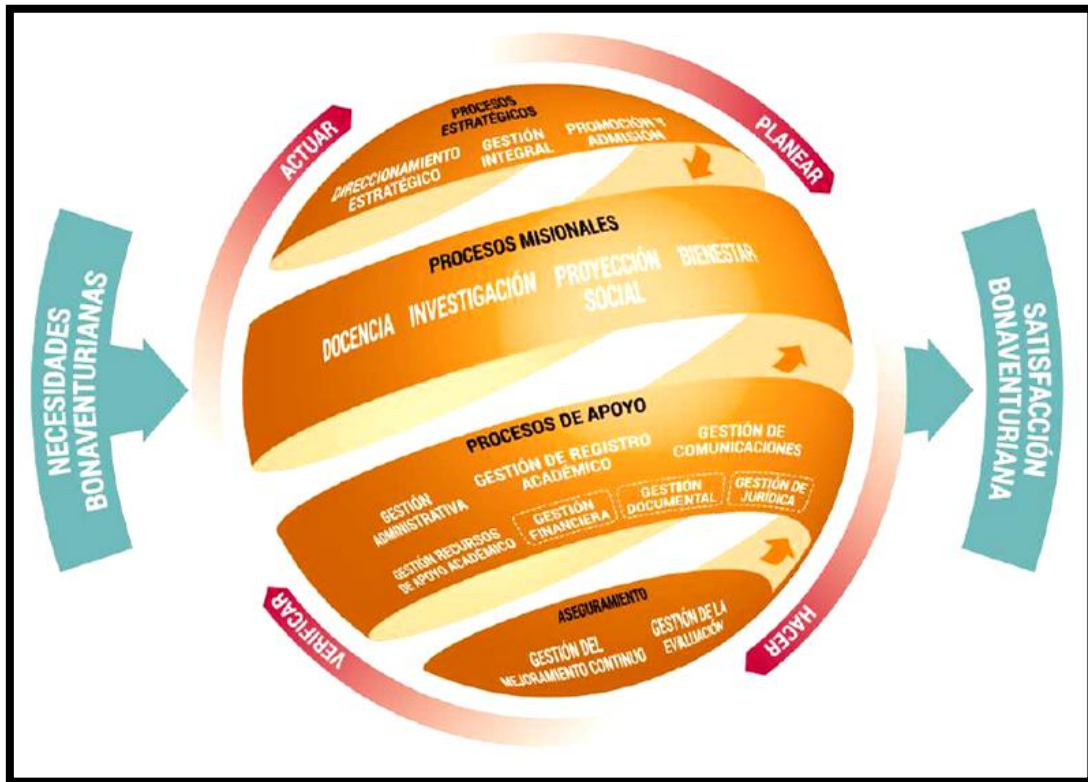 PROCESOS
ESTRATÉGICOS
DIRECCIONAMIENTO
ESTRATÉGICO
GESTIÓN
INTEGRAL
PROMOCIÓN Y
ADMISIÓN
ACTUAR
PLANEAR
NECESIDADES
BONAVENTURIANAS
PROCESOS MISIONALES
DOCENCIA
INVESTIGACIÓN
PROYECCIÓN
SOCIAL
BIENESTAR
SATISFACCIÓN
BONAVENTURIANA
PROCESOS DE APOYO
GESTIÓN
ADMINISTRATIVA
GESTIÓN DE REGISTRO
ACADÉMICO
GESTIÓN DE
COMUNICACIONES
GESTIÓN RECURSOS
DE APOYO ACADÉMICO
GESTIÓN
FINANCIERA
GESTIÓN
DOCUMENTAL
GESTIÓN DE
JURÍDICA
VERIFICAR
HACER
ASEGURAMIENTO
GESTIÓN DEL
MEJORAMIENTO CONTINUO
GESTIÓN DE LA
EVALUACIÓN